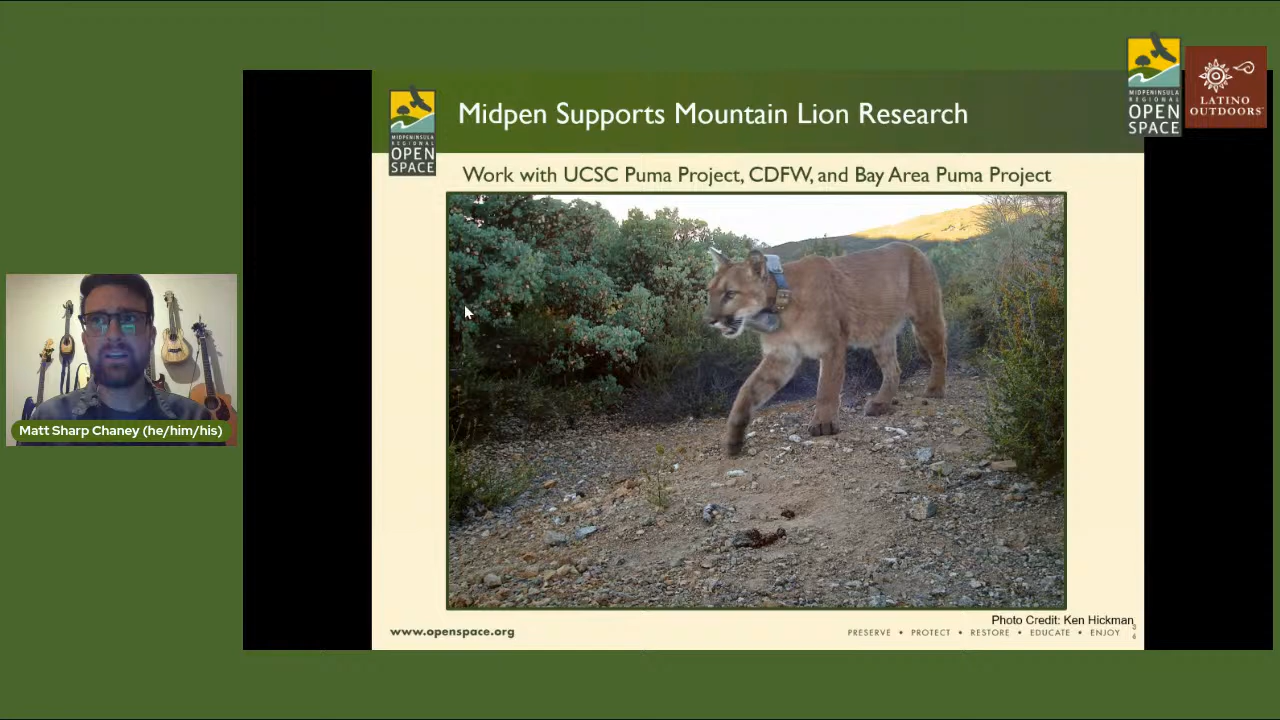 Midpen Supports Mountain Lion Research
MIDPENINSULA
REGIONAL
OPEN
SPACE
MIDPENINSULA
REGIONAL
OPEN
SPACE
LATINO
OUTDOORS
Work with UCSC Puma Project, CDFW, and Bay Area Puma Project
Matt Sharp Chaney (he/him/his)
Photo Credit: Ken Hickman
www.openspace.org
PRESERVE • PROTECT • RESTORE • EDUCATE • ENJOY